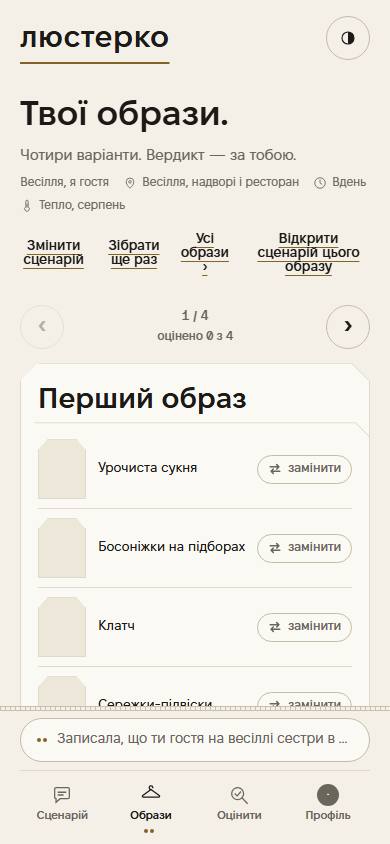 люстерко
Твої образи.
Чотири варіанти. Вердикт — за тобою.
Весілля, я гостя Весілля, надворі і ресторан Вдень
Тепло, серпень
Змінити
сценарій
Зібрати
ще раз
Усі
образи
›
Відкрити
сценарій цього
образу
‹
1 / 4
оцінено 0 з 4
›
Перший образ
Урочиста сукня замінити
Босоніжки на підборах замінити
Клатч замінити
Сережки-підвіски замінити
Записала, що ти гостя на весіллі сестри в ...
Сценарій Образи Оцінити Профіль